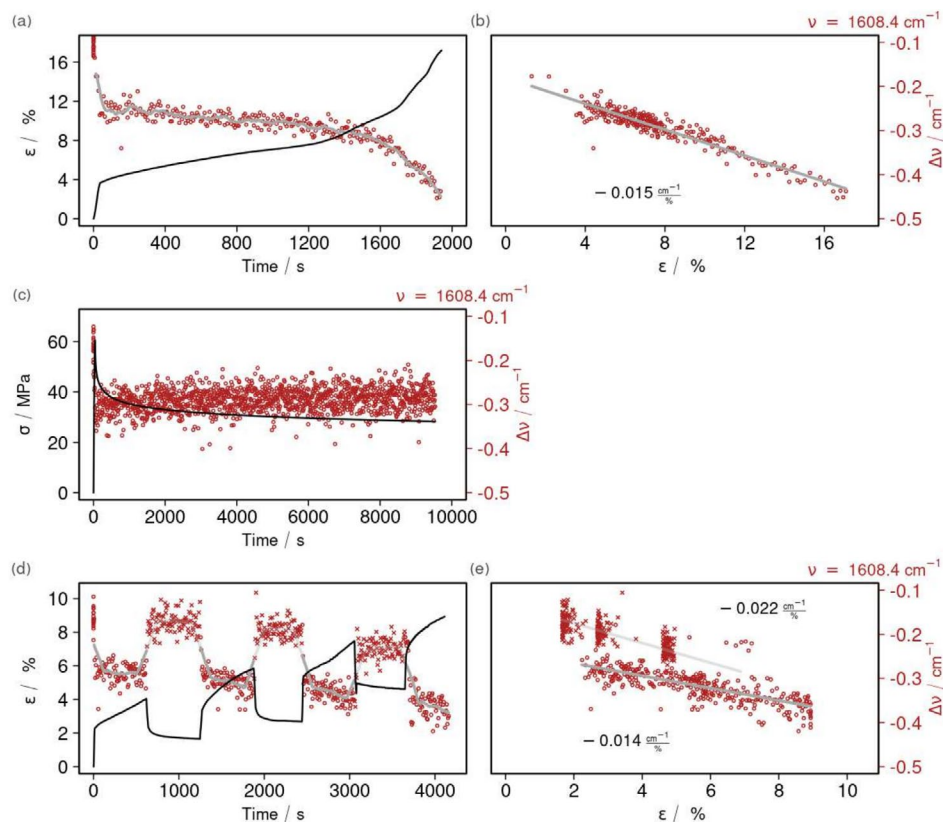 (a)
(b)
ν = 1608.4 cm⁻¹
16
12
8
4
0
ε / %
0 400 800 1200 1600 2000
Time / s
− 0.015 cm⁻¹/%
0 4 8 12 16
ε / %
-0.1
-0.2
-0.3
-0.4
-0.5
Δν / cm⁻¹
(c)
ν = 1608.4 cm⁻¹
60
40
20
0
σ / MPa
0 2000 4000 6000 8000 10000
Time / s
-0.1
-0.2
-0.3
-0.4
-0.5
Δν / cm⁻¹
(d)
(e)
ν = 1608.4 cm⁻¹
10
8
6
4
2
0
ε / %
0 1000 2000 3000 4000
Time / s
− 0.022 cm⁻¹/%
− 0.014 cm⁻¹/%
0 2 4 6 8 10
ε / %
-0.1
-0.2
-0.3
-0.4
-0.5
Δν / cm⁻¹